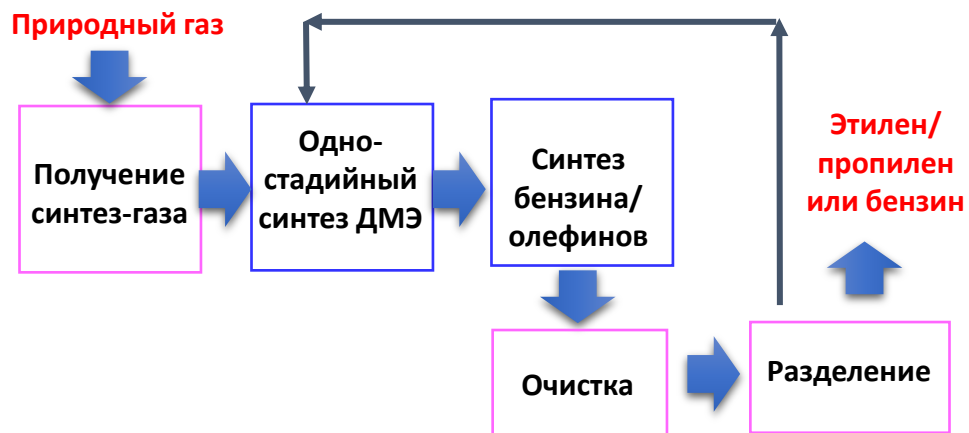 Природный газ
Получение
синтез-газа
Одно-
стадийный
синтез ДМЭ
Синтез
бензина/
олефинов
Очистка
Разделение
Этилен/
пропилен
или бензин